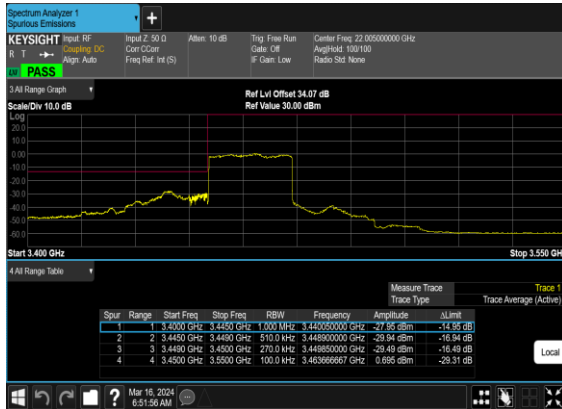 Spectrum Analyzer 1
Spurious Emissions
KEYSIGHT Input: RF Input Z: 50 Ω Atten: 10 dB Trig: Free Run Center Freq: 22.005000000 GHz
R T Coupling: DC Corr CCorr Gate: Off Avg|Hold: 100/100
Align: Auto Freq Ref: Int (S) IF Gain: Low Radio Std: None
PASS
3 All Range Graph
Ref Lvl Offset 34.07 dB
Scale/Div 10.0 dB Ref Value 30.00 dBm
Log
20.0
10.0
0.00
-10.0
-20.0
-30.0
-40.0
-50.0
-60.0
Start 3.400 GHz Stop 3.550 GH
4 All Range Table
Measure Trace Trace 1
Trace Type Trace Average (Active)
Spur Range Start Freq Stop Freq RBW Frequency Amplitude ΔLimit
1 1 3.4000 GHz 3.4450 GHz 1.000 MHz 3.440050000 GHz -27.95 dBm -14.95 dB
2 2 3.4450 GHz 3.4490 GHz 510.0 kHz 3.448900000 GHz -29.94 dBm -16.94 dB
3 3 3.4490 GHz 3.4500 GHz 270.0 kHz 3.449850000 GHz -29.49 dBm -16.49 dB
4 4 3.4500 GHz 3.5500 GHz 100.0 kHz 3.463666667 GHz 0.695 dBm -29.31 dB
Local
Mar 16, 2024
6:51:56 AM